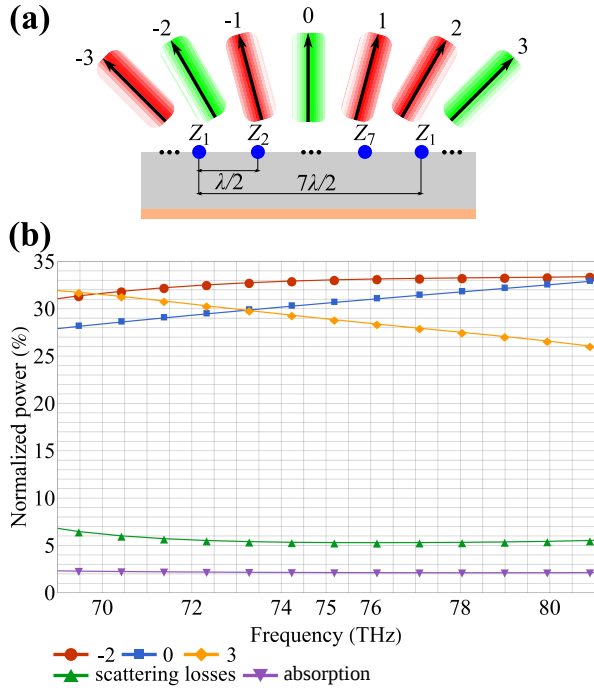 (a)
-3 -2 -1 0 1 2 3
Z1 Z2 Z7 Z1
••• ••• •••
λ/2 7λ/2
(b)
Normalized power (%)
35
30
25
20
15
10
5
0
70 72 74 75 76 78 80
Frequency (THz)
-2 0 3
scattering losses absorption